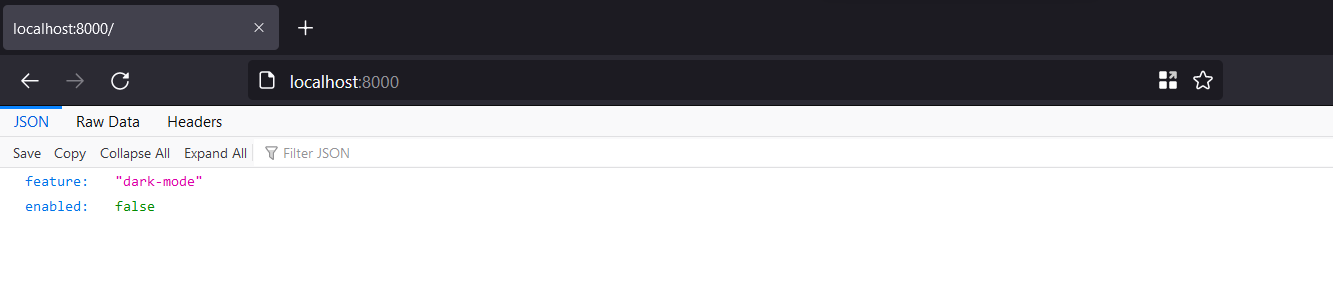 localhost:8000/
localhost:8000
JSON Raw Data Headers
Save Copy Collapse All Expand All Filter JSON
feature: "dark-mode"
enabled: false